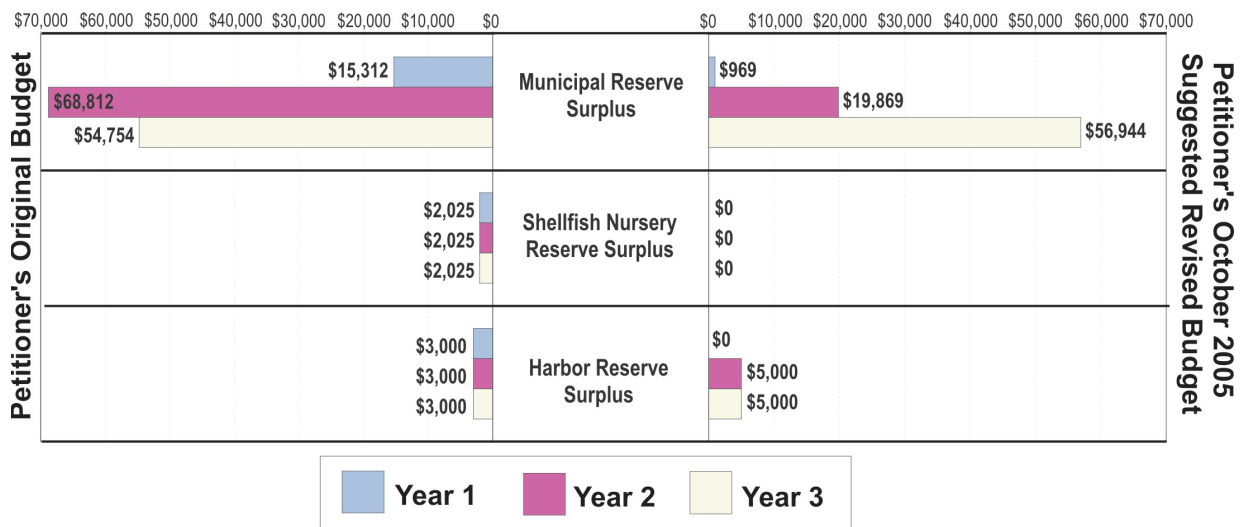 $70,000 $60,000 $50,000 $40,000 $30,000 $20,000 $10,000 $0
$0 $10,000 $20,000 $30,000 $40,000 $50,000 $60,000 $70,000
Petitioner's Original Budget
$15,312
$68,812
$54,754
Municipal Reserve
Surplus
$969
$19,869
$56,944
$2,025
$2,025
$2,025
Shellfish Nursery
Reserve Surplus
$0
$0
$0
$3,000
$3,000
$3,000
Harbor Reserve
Surplus
$0
$5,000
$5,000
Petitioner's October 2005
Suggested Revised Budget
Year 1
Year 2
Year 3